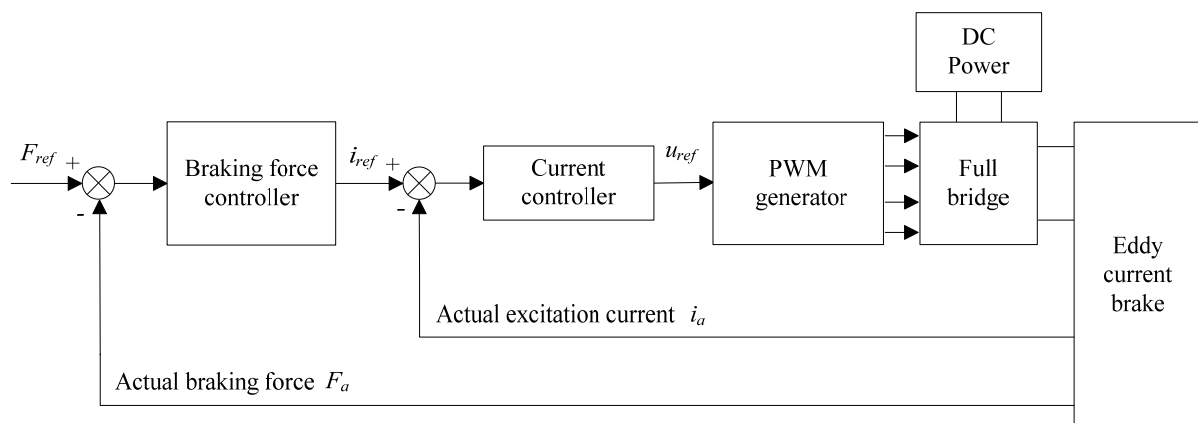 DC
Power
F_ref +
-
Braking force
controller
i_ref +
-
Current
controller
u_ref
PWM
generator
Full
bridge
Eddy
current
brake
Actual excitation current i_a
Actual braking force F_a